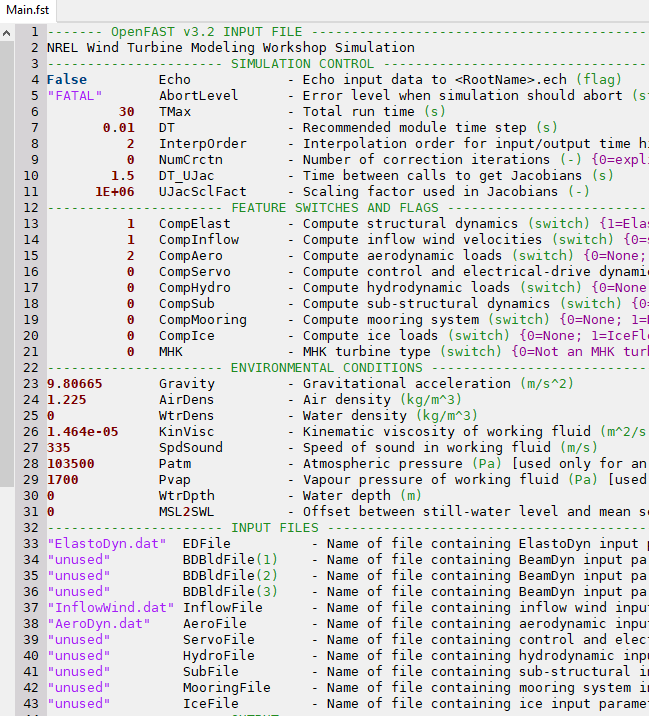 Main.fst
1 ------- OpenFAST v3.2 INPUT FILE -------------------------------------------
2 NREL Wind Turbine Modeling Workshop Simulation
3 ---------------------- SIMULATION CONTROL ----------------------------------
4 False Echo - Echo input data to <RootName>.ech (flag)
5 "FATAL" AbortLevel - Error level when simulation should abort (s
6 30 TMax - Total run time (s)
7 0.01 DT - Recommended module time step (s)
8 2 InterpOrder - Interpolation order for input/output time h
9 0 NumCrctn - Number of correction iterations (-) {0=expli
10 1.5 DT_UJac - Time between calls to get Jacobians (s)
11 1E+06 UJacSclFact - Scaling factor used in Jacobians (-)
12 ---------------------- FEATURE SWITCHES AND FLAGS --------------------------
13 1 CompElast - Compute structural dynamics (switch) {1=Elas
14 1 CompInflow - Compute inflow wind velocities (switch) {0=s
15 2 CompAero - Compute aerodynamic loads (switch) {0=None;
16 0 CompServo - Compute control and electrical-drive dynami
17 0 CompHydro - Compute hydrodynamic loads (switch) {0=None
18 0 CompSub - Compute sub-structural dynamics (switch) {0=
19 0 CompMooring - Compute mooring system (switch) {0=None; 1=
20 0 CompIce - Compute ice loads (switch) {0=None; 1=IceFl
21 0 MHK - MHK turbine type (switch) {0=Not an MHK tur
22 ---------------------- ENVIRONMENTAL CONDITIONS ----------------------------
23 9.80665 Gravity - Gravitational acceleration (m/s^2)
24 1.225 AirDens - Air density (kg/m^3)
25 0 WtrDens - Water density (kg/m^3)
26 1.464e-05 KinVisc - Kinematic viscosity of working fluid (m^2/s
27 335 SpdSound - Speed of sound in working fluid (m/s)
28 103500 Patm - Atmospheric pressure (Pa) [used only for an
29 1700 Pvap - Vapour pressure of working fluid (Pa) [used
30 0 WtrDpth - Water depth (m)
31 0 MSL2SWL - Offset between still-water level and mean s
32 ---------------------- INPUT FILES -----------------------------------------
33 "ElastoDyn.dat" EDFile - Name of file containing ElastoDyn input p
34 "unused" BDBldFile(1) - Name of file containing BeamDyn input pa
35 "unused" BDBldFile(2) - Name of file containing BeamDyn input pa
36 "unused" BDBldFile(3) - Name of file containing BeamDyn input pa
37 "InflowWind.dat" InflowFile - Name of file containing inflow wind inpu
38 "AeroDyn.dat" AeroFile - Name of file containing aerodynamic inpu
39 "unused" ServoFile - Name of file containing control and elec
40 "unused" HydroFile - Name of file containing hydrodynamic inpu
41 "unused" SubFile - Name of file containing sub-structural i
42 "unused" MooringFile - Name of file containing mooring system i
43 "unused" IceFile - Name of file containing ice input parame